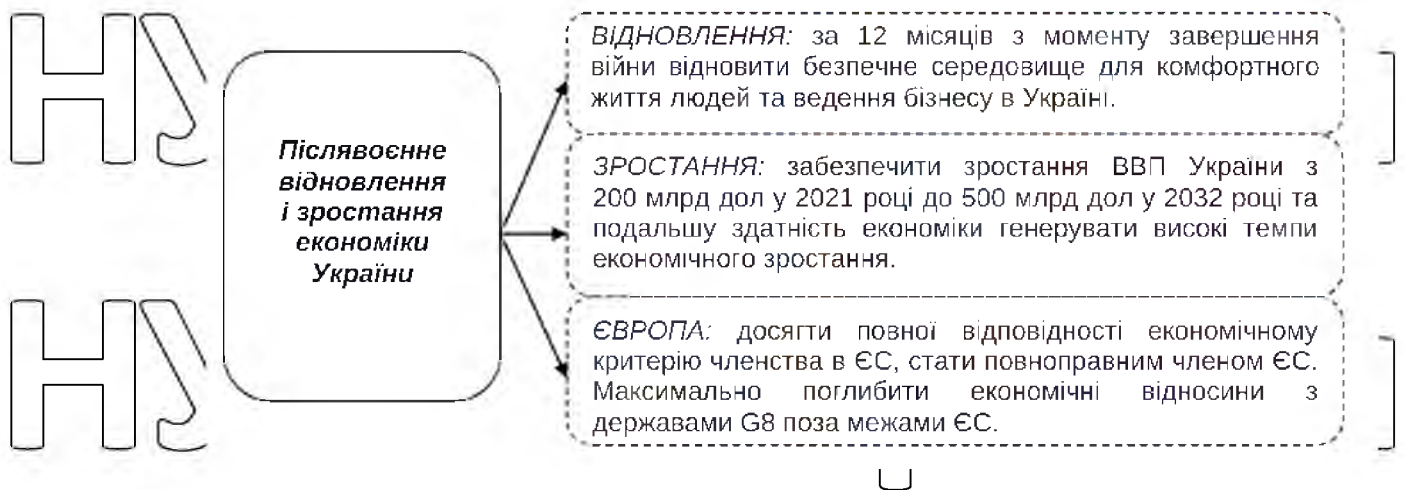 НУ
Післявоєнне
відновлення
і зростання
економіки
України
ВІДНОВЛЕННЯ: за 12 місяців з моменту завершення
війни відновити безпечне середовище для комфортного
життя людей та ведення бізнесу в Україні.
ЗРОСТАННЯ: забезпечити зростання ВВП України з
200 млрд дол у 2021 році до 500 млрд дол у 2032 році та
подальшу здатність економіки генерувати високі темпи
економічного зростання.
НУ
ЄВРОПА: досягти повної відповідності економічному
критерію членства в ЄС, стати повноправним членом ЄС.
Максимально поглибити економічні відносини з
державами G8 поза межами ЄС.